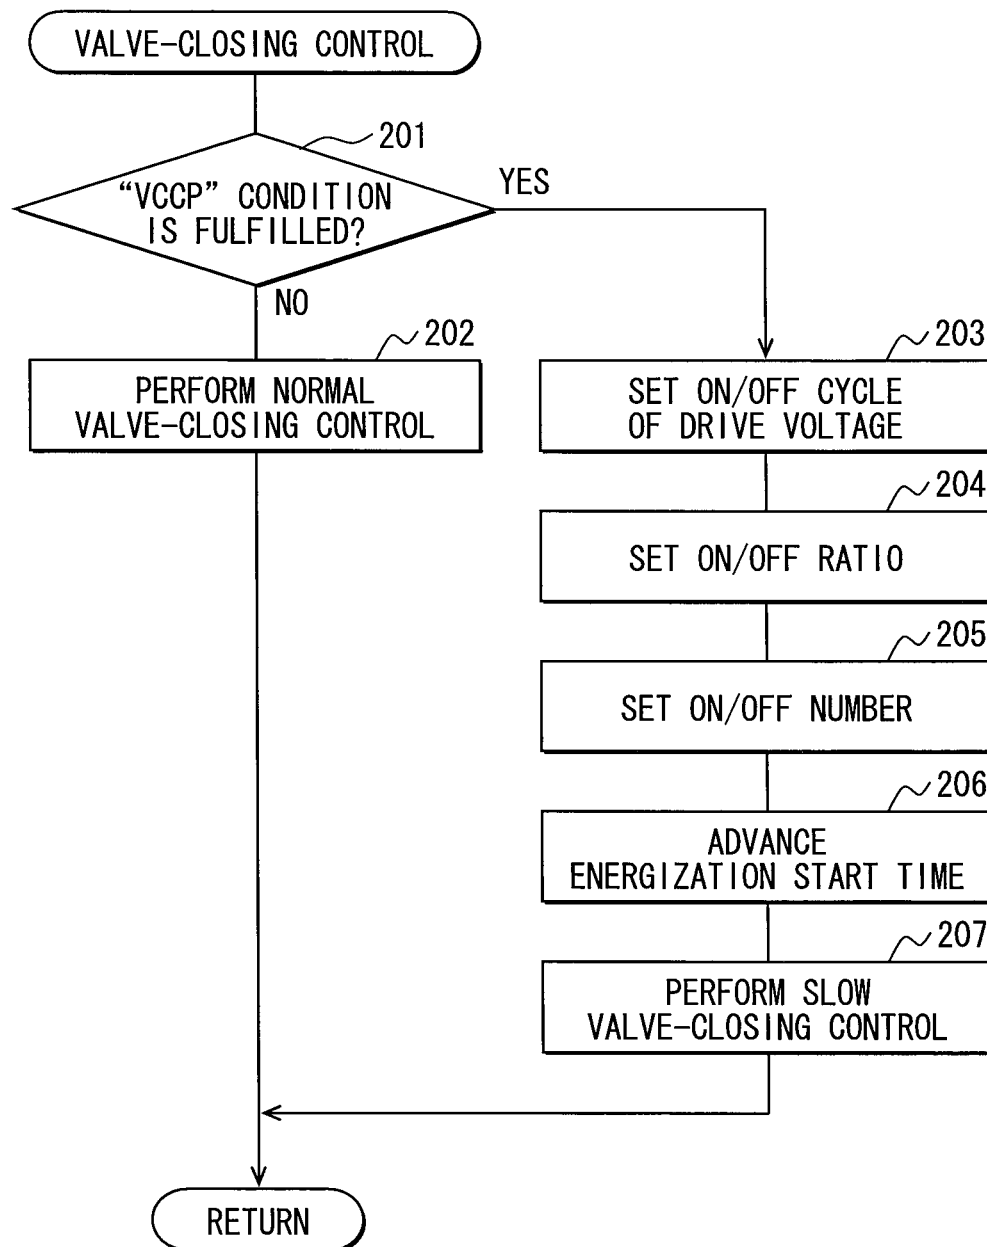 VALVE-CLOSING CONTROL
201
“VCCP” CONDITION
IS FULFILLED?
YES
NO
202
PERFORM NORMAL
VALVE-CLOSING CONTROL
203
SET ON/OFF CYCLE
OF DRIVE VOLTAGE
204
SET ON/OFF RATIO
205
SET ON/OFF NUMBER
206
ADVANCE
ENERGIZATION START TIME
207
PERFORM SLOW
VALVE-CLOSING CONTROL
RETURN